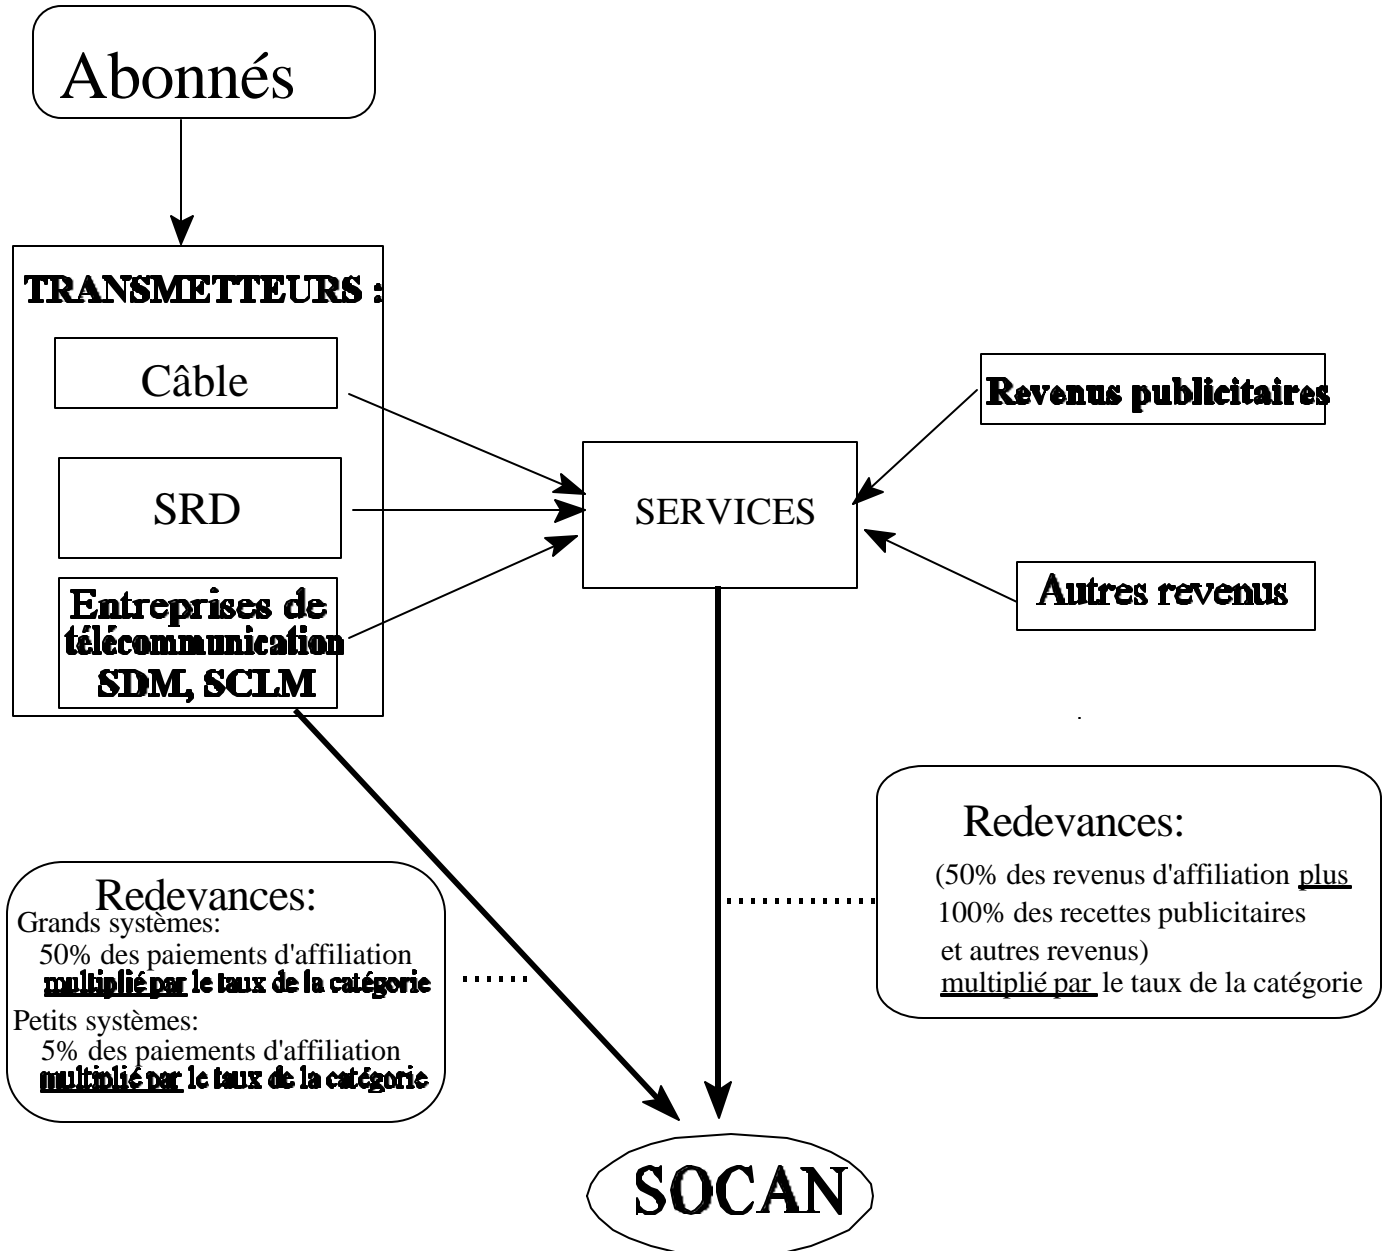 Abonnés
TRANSMETTEURS :
Câble
SRD
Entreprises de
télécommunication
SDM, SCLM
SERVICES
Revenus publicitaires
Autres revenus
Redevances:
(50% des revenus d'affiliation plus
100% des recettes publicitaires
et autres revenus)
multiplié par le taux de la catégorie
Redevances:
Grands systèmes:
50% des paiements d'affiliation
multiplié par le taux de la catégorie
Petits systèmes:
5% des paiements d'affiliation
multiplié par le taux de la catégorie
SOCAN